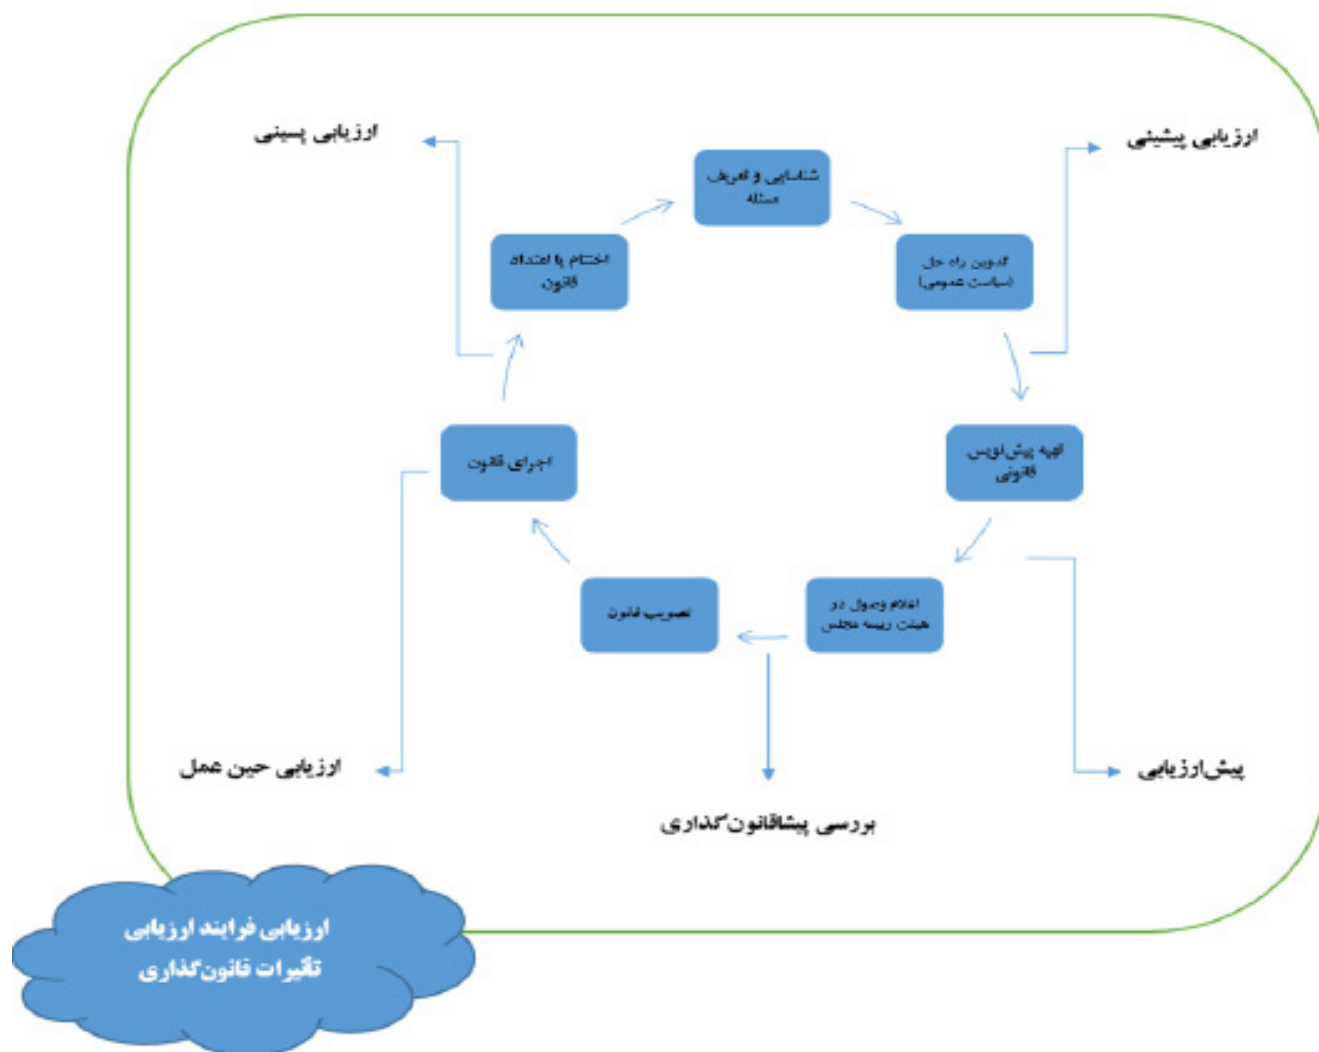 ارزیابی پیشینی
ارزیابی پسینی
شناسایی و تعریف
مسئله
تدوین راه حل
(سیاست عمومی)
اختتام یا امتداد
قانون
تهیه پیش‌نویس
قانونی
اجرای قانون
اعلام وصول در
هیئت رییسه مجلس
تصویب قانون
پیش‌ارزیابی
ارزیابی حین عمل
بررسی پیشاقانون‌گذاری
ارزیابی فرایند ارزیابی
تأثیرات قانون‌گذاری